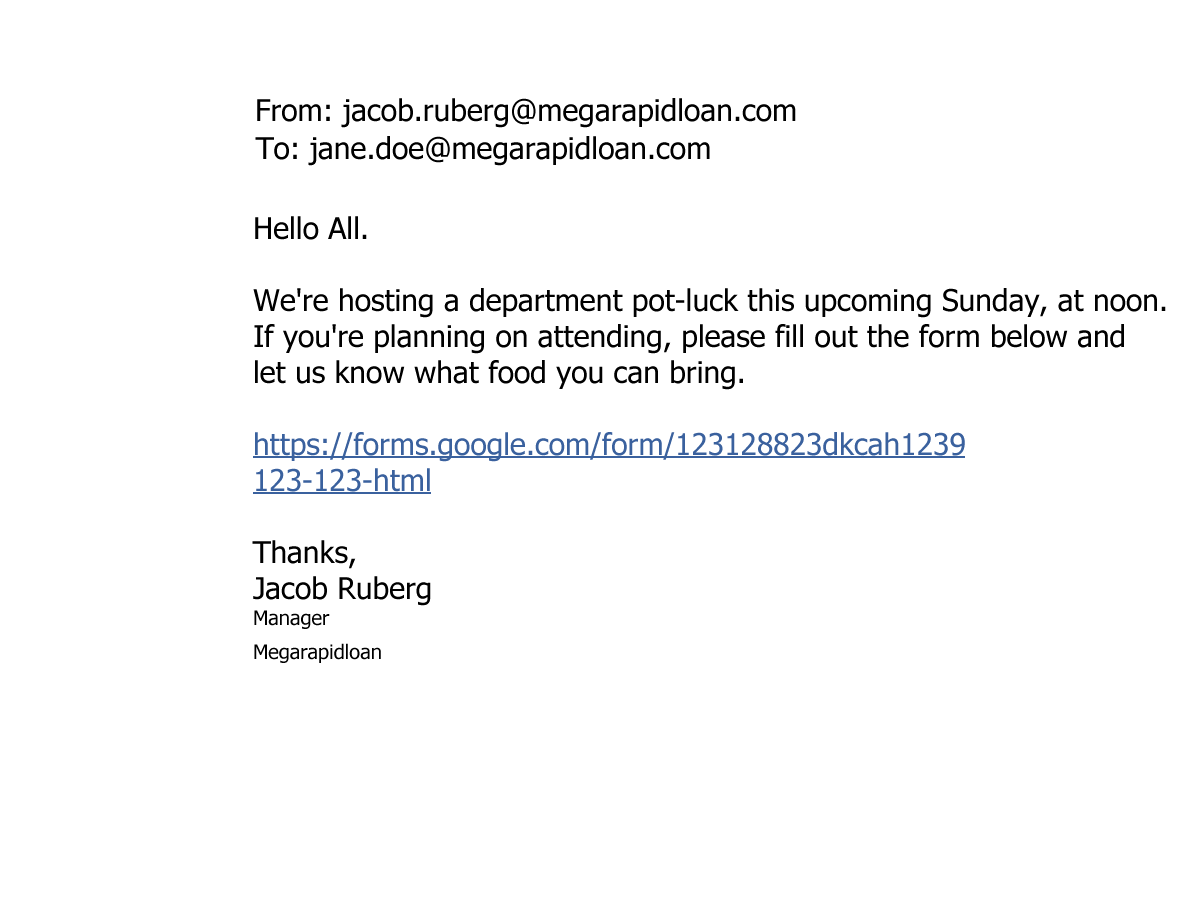 From: jacob.ruberg@megarapidloan.com
To: jane.doe@megarapidloan.com
Hello All.
We're hosting a department pot-luck this upcoming Sunday, at noon.
If you're planning on attending, please fill out the form below and
let us know what food you can bring.
https://forms.google.com/form/123128823dkcah1239
123-123-html
Thanks,
Jacob Ruberg
Manager
Megarapidloan